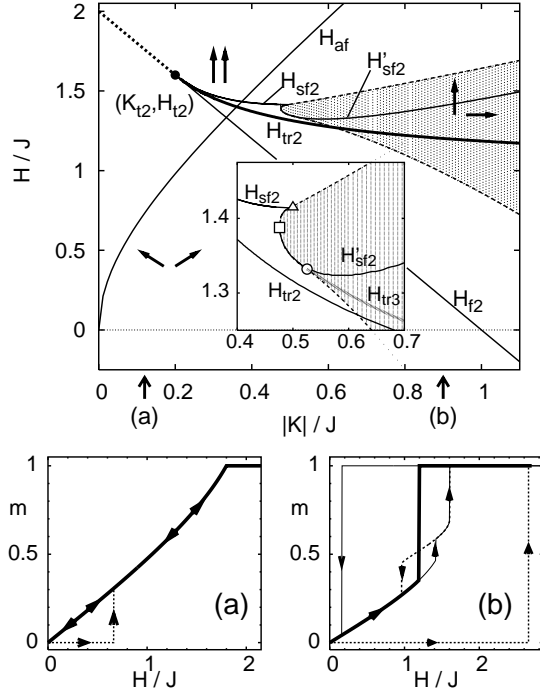 2
1.5
1
0.5
0
H / J
H_af
H_sf2
H'_sf2
(K_t2,H_t2)
H_tr2
H_sf2
1.4
1.3
H'_sf2
H_tr2
H_tr3
H_f2
0.4 0.5 0.6 0.7
0 0.2 0.4 0.6 0.8 1
(a) |K| / J (b)
1
m
0.5
0
(a)
0 1 2
H / J
1
m
0.5
0
(b)
0 1 2
H / J